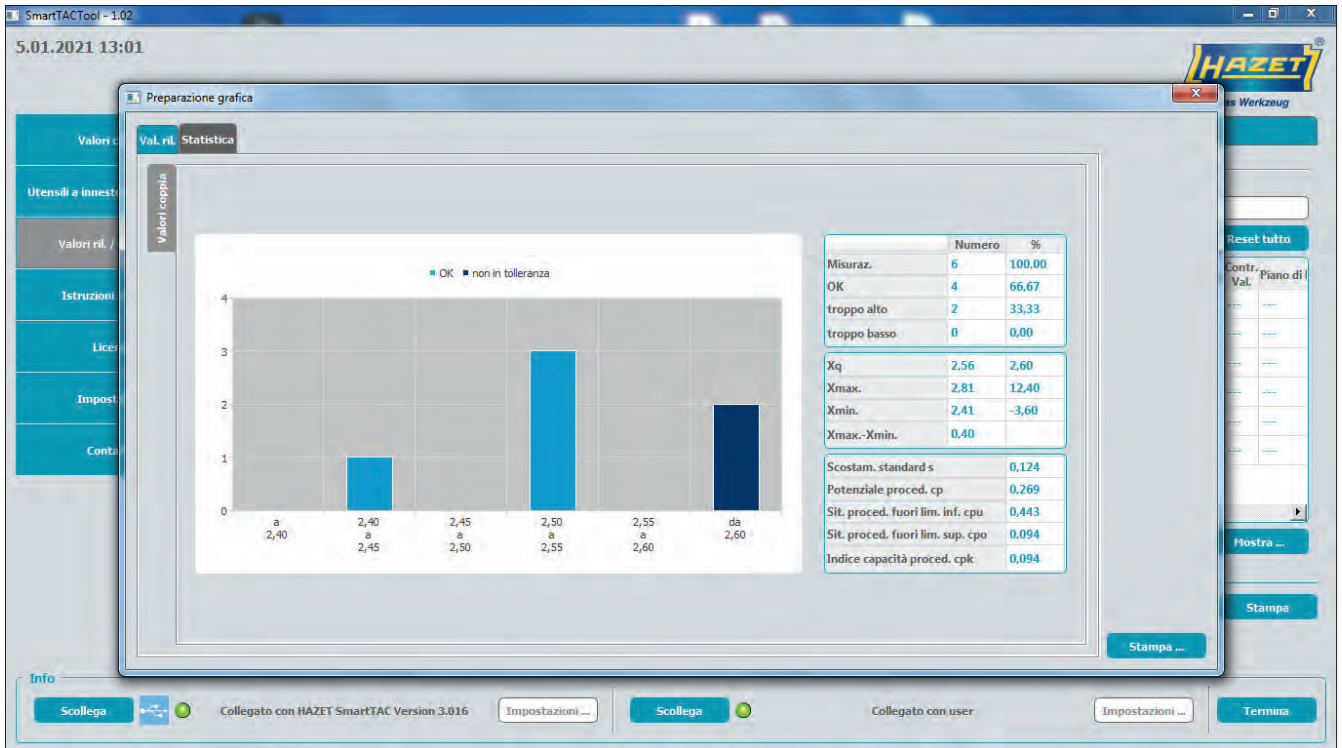 SmartTACTool - 1.02
5.01.2021 13:01
HAZET®
as Werkzeug
Preparazione grafica
Val. ril. Statistica
Valori coppia
Valori c
Utensili a innest
Valori ril. /
Istruzioni
Licen
Impost
Conta
OK non in tolleranza
4
3
2
1
0
a 2,40
2,40 a 2,45
2,45 a 2,50
2,50 a 2,55
2,55 a 2,60
da 2,60
Numero %
Misuraz. 6 100,00
OK 4 66,67
troppo alto 2 33,33
troppo basso 0 0,00
Xq 2,56 2,60
Xmax. 2,81 12,40
Xmin. 2,41 -3,60
Xmax.-Xmin. 0,40
Scostam. standard s 0,124
Potenziale proced. cp 0,269
Sit. proced. fuori lim. inf. cpu 0,443
Sit. proced. fuori lim. sup. cpo 0,094
Indice capacità proced. cpk 0,094
Stampa ...
Reset tutto
Contr. Val. Piano di l
--- ---
--- ---
--- ---
--- ---
--- ---
--- ---
Mostra ...
Stampa
Info
Scollega Collegato con HAZET SmartTAC Version 3.016 Impostazioni ... Scollega Collegato con user Impostazioni ... Termina